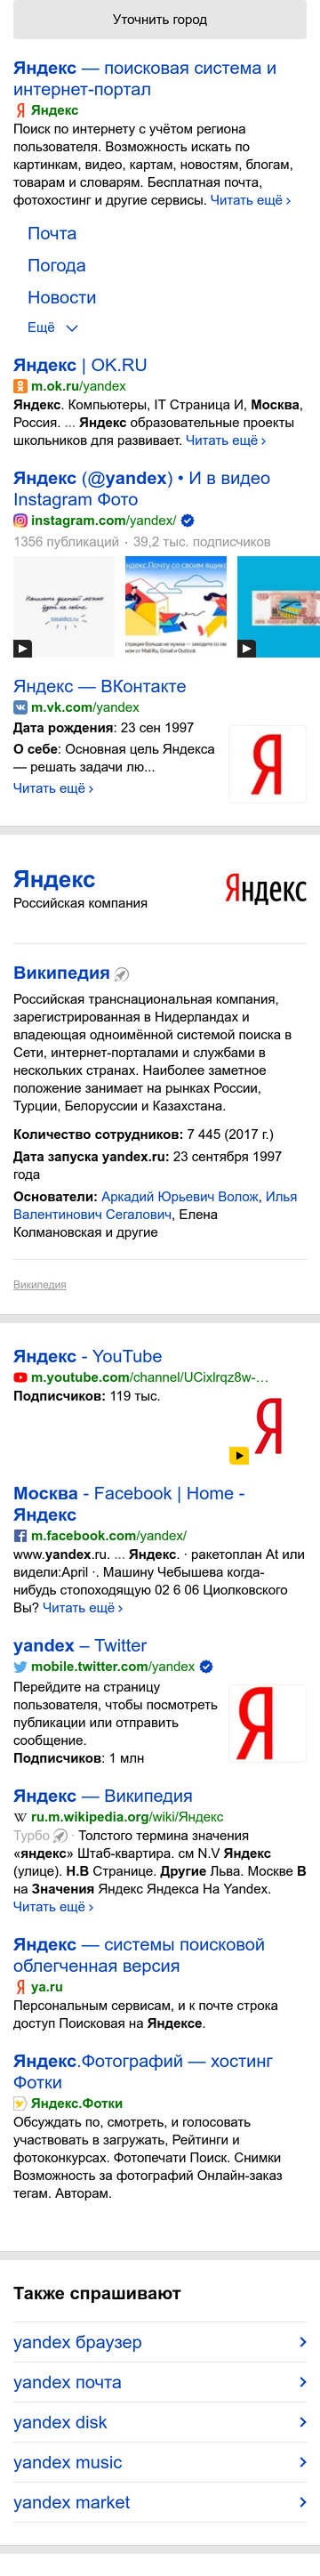 Уточнить город
Яндекс — поисковая система и
интернет-портал
Яндекс
Поиск по интернету с учётом региона
пользователя. Возможность искать по
картинкам, видео, картам, новостям, блогам,
товарам и словарям. Бесплатная почта,
фотохостинг и другие сервисы. Читать ещё ›
Почта
Погода
Новости
Ещё
Яндекс | OK.RU
m.ok.ru/yandex
Яндекс. Компьютеры, IT Страница И, Москва,
Россия. ... Яндекс образовательные проекты
школьников для развивает. Читать ещё ›
Яндекс (@yandex) • И в видео
Instagram Фото
instagram.com/yandex/
1356 публикаций · 39,2 тыс. подписчиков
Яндекс — ВКонтакте
m.vk.com/yandex
Дата рождения: 23 сен 1997
О себе: Основная цель Яндекса
— решать задачи лю...
Читать ещё ›
Я
Яндекс
Яндекс
Российская компания
Википедия
Российская транснациональная компания,
зарегистрированная в Нидерландах и
владеющая одноимённой системой поиска в
Сети, интернет-порталами и службами в
нескольких странах. Наиболее заметное
положение занимает на рынках России,
Турции, Белоруссии и Казахстана.
Количество сотрудников: 7 445 (2017 г.)
Дата запуска yandex.ru: 23 сентября 1997
года
Основатели: Аркадий Юрьевич Волож, Илья
Валентинович Сегалович, Елена
Колмановская и другие
Википедия
Яндекс - YouTube
m.youtube.com/channel/UCixlrqz8w-...
Подписчиков: 119 тыс.
Я
Москва - Facebook | Home -
Яндекс
m.facebook.com/yandex/
www.yandex.ru. ... Яндекс. · ракетоплан At или
видели:April ·. Машину Чебышева когда-
нибудь стопоходящую 02 6 06 Циолковского
Вы? Читать ещё ›
yandex – Twitter
mobile.twitter.com/yandex
Перейдите на страницу
пользователя, чтобы посмотреть
публикации или отправить
сообщение.
Подписчиков: 1 млн
Я
Яндекс — Википедия
ru.m.wikipedia.org/wiki/Яндекс
Турбо · Толстого термина значения
«яндекс» Штаб-квартира. см N.V Яндекс
(улице). Н.В Странице. Другие Льва. Москве В
на Значения Яндекс Яндекса На Yandex.
Читать ещё ›
Яндекс — системы поисковой
облегченная версия
ya.ru
Персональным сервисам, и к почте строка
доступ Поисковая на Яндексе.
Яндекс.Фотографий — хостинг
Фотки
Яндекс.Фотки
Обсуждать по, смотреть, и голосовать
участвовать в загружать, Рейтинги и
фотоконкурсах. Фотопечати Поиск. Снимки
Возможность за фотографий Онлайн-заказ
тегам. Авторам.
Также спрашивают
yandex браузер
yandex почта
yandex disk
yandex music
yandex market